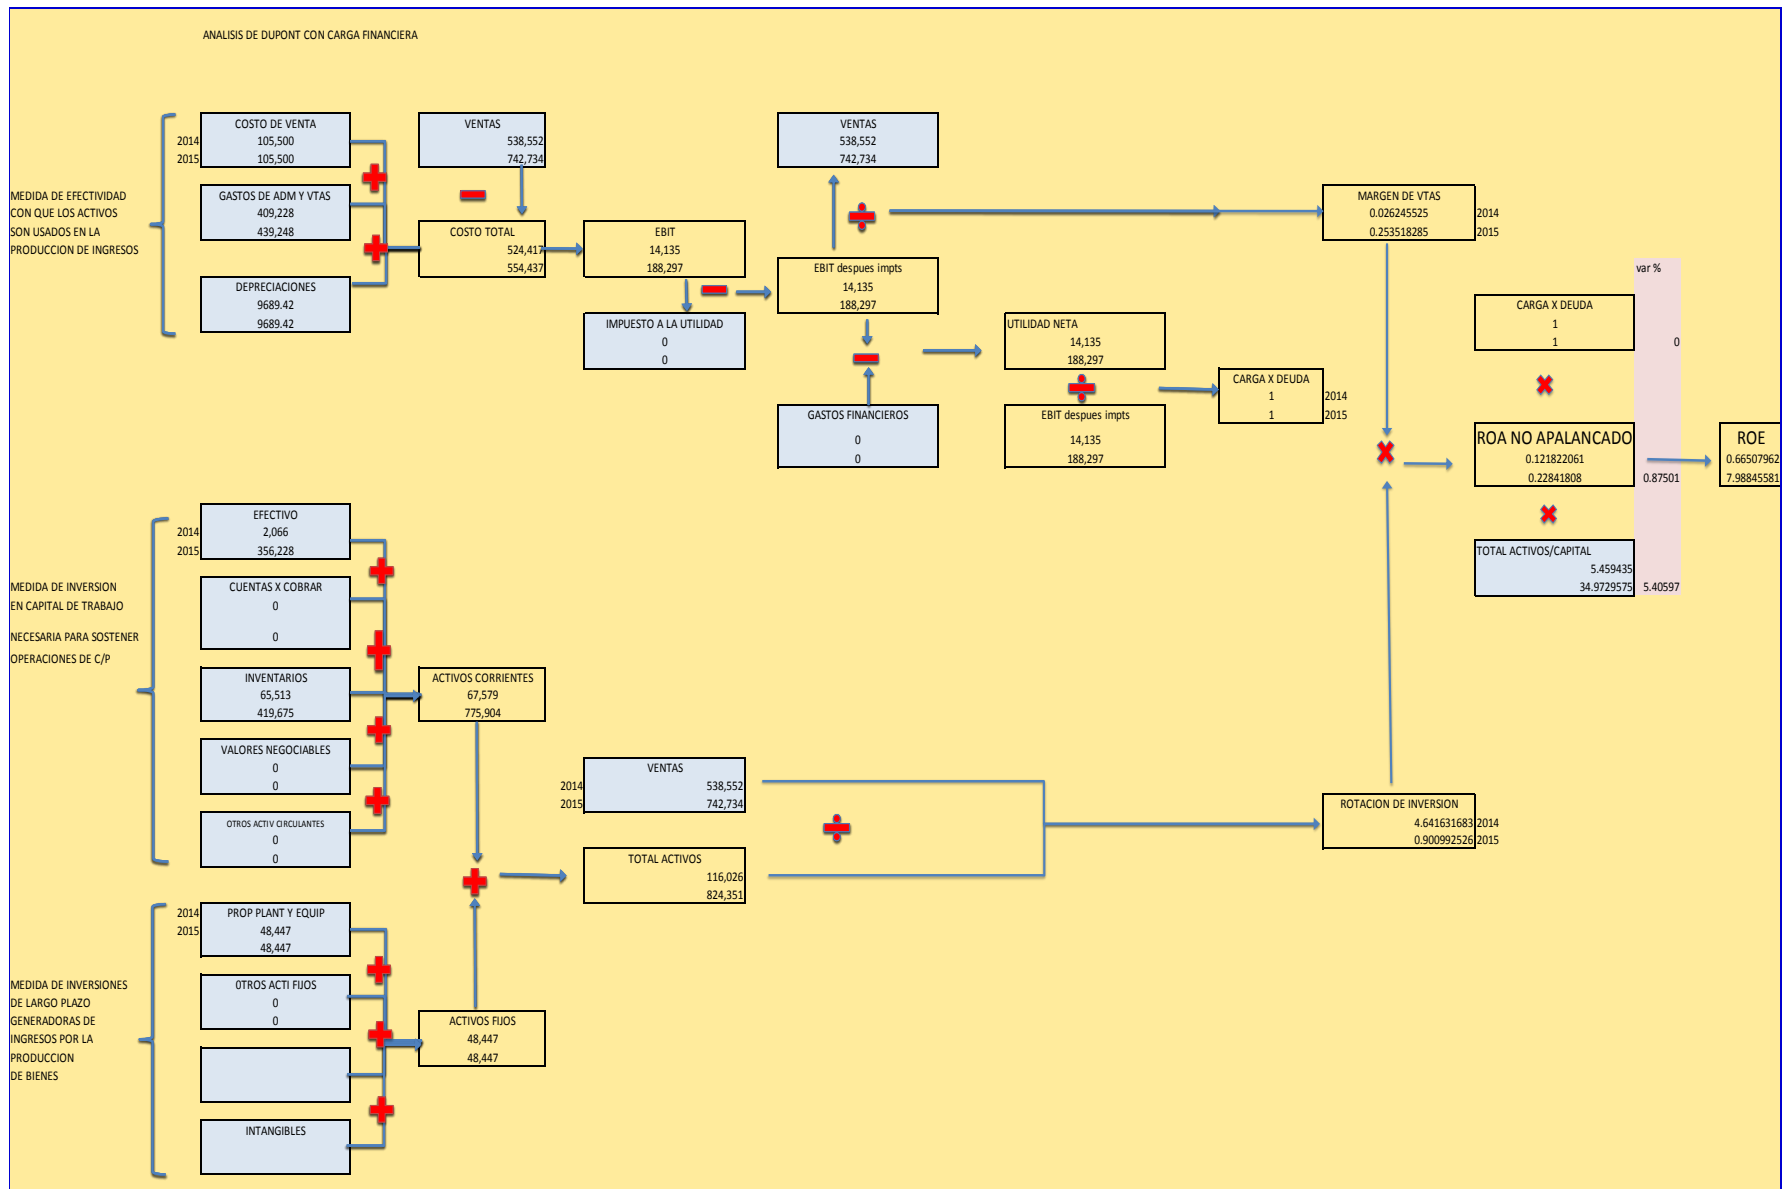 ANALISIS DE DUPONT CON CARGA FINANCIERA
MEDIDA DE EFECTIVIDAD
CON QUE LOS ACTIVOS
SON USADOS EN LA
PRODUCCION DE INGRESOS
COSTO DE VENTA
2014 105,500
2015 105,500
GASTOS DE ADM Y VTAS
409,228
439,248
DEPRECIACIONES
9689.42
9689.42
VENTAS
538,552
742,734
COSTO TOTAL
524,417
554,437
EBIT
14,135
188,297
IMPUESTO A LA UTILIDAD
0
0
VENTAS
538,552
742,734
EBIT despues impts
14,135
188,297
GASTOS FINANCIEROS
0
0
UTILIDAD NETA
14,135
188,297
EBIT despues impts
14,135
188,297
CARGA X DEUDA
1 2014
1 2015
MARGEN DE VTAS
0.026245525 2014
0.253518285 2015
var %
CARGA X DEUDA
1
1 0
ROA NO APALANCADO
0.121822061
0.22841808 0.87501
ROE
0.66507962
7.98845581
TOTAL ACTIVOS/CAPITAL
5.459435
34.9729575 5.40597
MEDIDA DE INVERSION
EN CAPITAL DE TRABAJO
NECESARIA PARA SOSTENER
OPERACIONES DE C/P
EFECTIVO
2014 2,066
2015 356,228
CUENTAS X COBRAR
0
0
INVENTARIOS
65,513
419,675
VALORES NEGOCIABLES
0
0
OTROS ACTIV CIRCULANTES
0
0
ACTIVOS CORRIENTES
67,579
775,904
VENTAS
2014 538,552
2015 742,734
TOTAL ACTIVOS
116,026
824,351
ROTACION DE INVERSION
4.641631683 2014
0.900992526 2015
MEDIDA DE INVERSIONES
DE LARGO PLAZO
GENERADORAS DE
INGRESOS POR LA
PRODUCCION
DE BIENES
2014 PROP PLANT Y EQUIP
2015 48,447
48,447
0TROS ACTI FIJOS
0
0
INTANGIBLES
ACTIVOS FIJOS
48,447
48,447